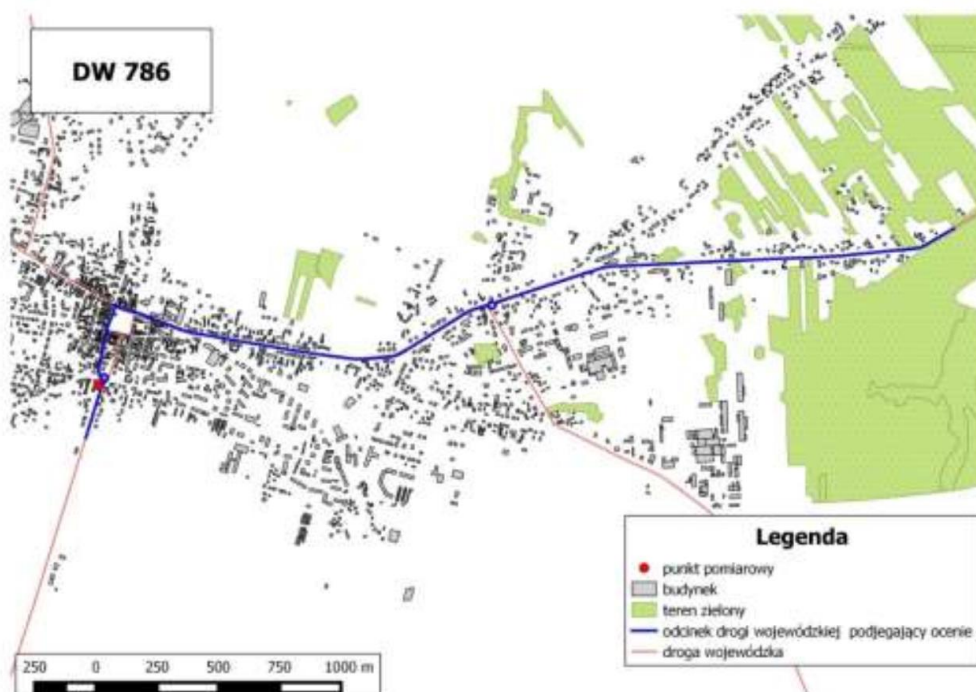 DW 786
Legenda
punkt pomiarowy
budynek
teren zielony
odcinek drogi wojewódzkiej podjegający ocenie
droga wojewódzka
250 0 250 500 750 1000 m